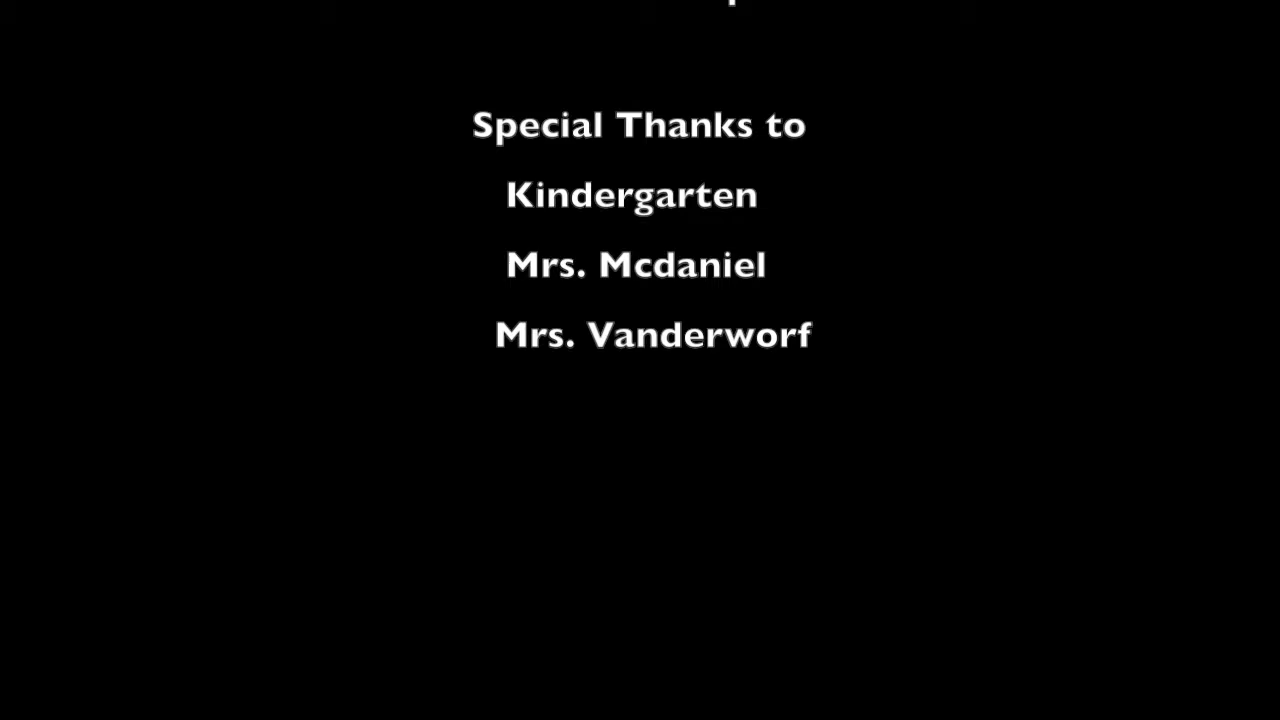 Special Thanks to
Kindergarten
Mrs. Mcdaniel
Mrs. Vanderworf